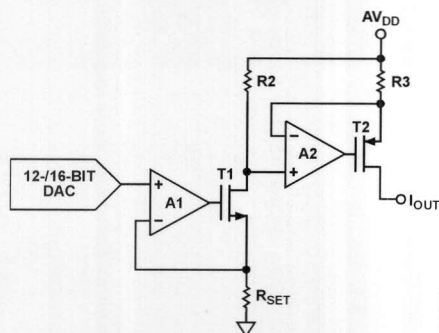 AVDD
R2
R3
T2
A2
12-/16-BIT
DAC
T1
A1
IOUT
RSET
+
−
−
+